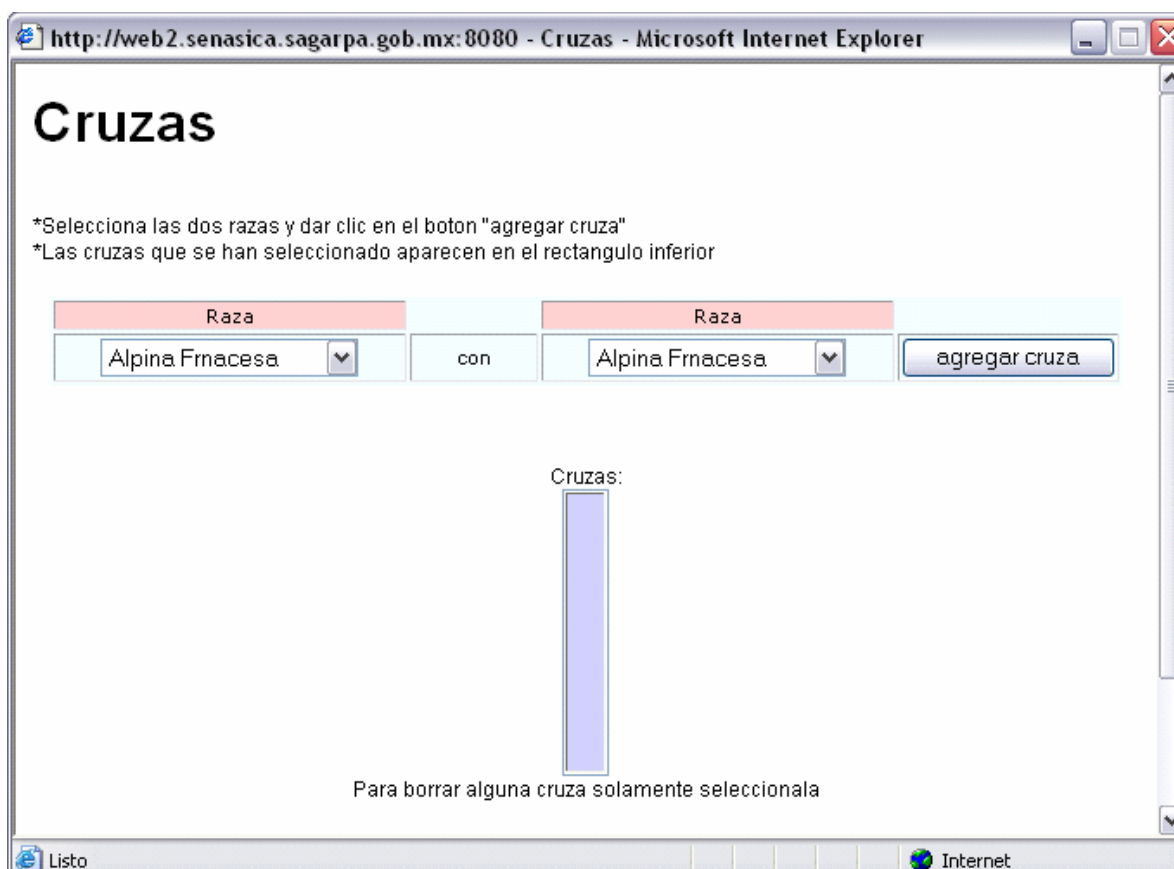 http://web2.senasica.sagarpa.gob.mx:8080 - Cruzas - Microsoft Internet Explorer
Cruzas
*Selecciona las dos razas y dar clic en el boton "agregar cruza"
*Las cruzas que se han seleccionado aparecen en el rectangulo inferior
Raza Raza
Alpina Frnacesa con Alpina Frnacesa agregar cruza
Cruzas:
Para borrar alguna cruza solamente seleccionala
Listo Internet